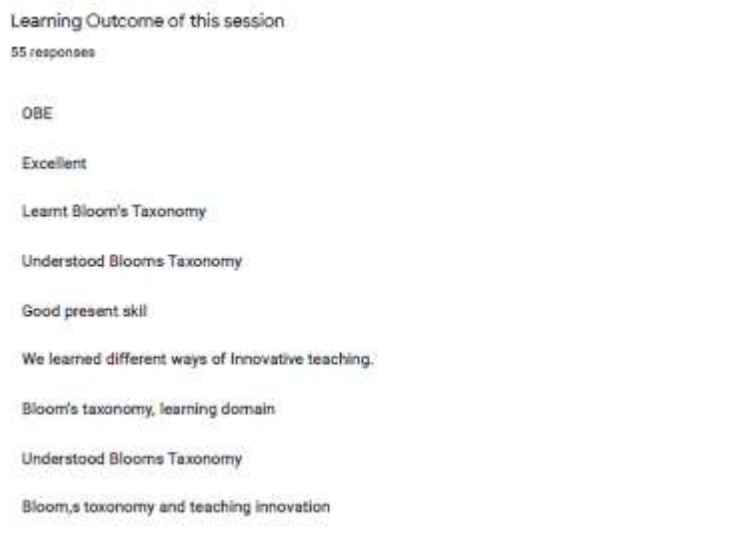 Learning Outcome of this session
55 responses
OBE
Excellent
Learnt Bloom's Taxonomy
Understood Blooms Taxonomy
Good present skil
We learned different ways of Innovative teaching.
Bloom's taxonomy, learning domain
Understood Blooms Taxonomy
Bloom,s toxonomy and teaching innovation